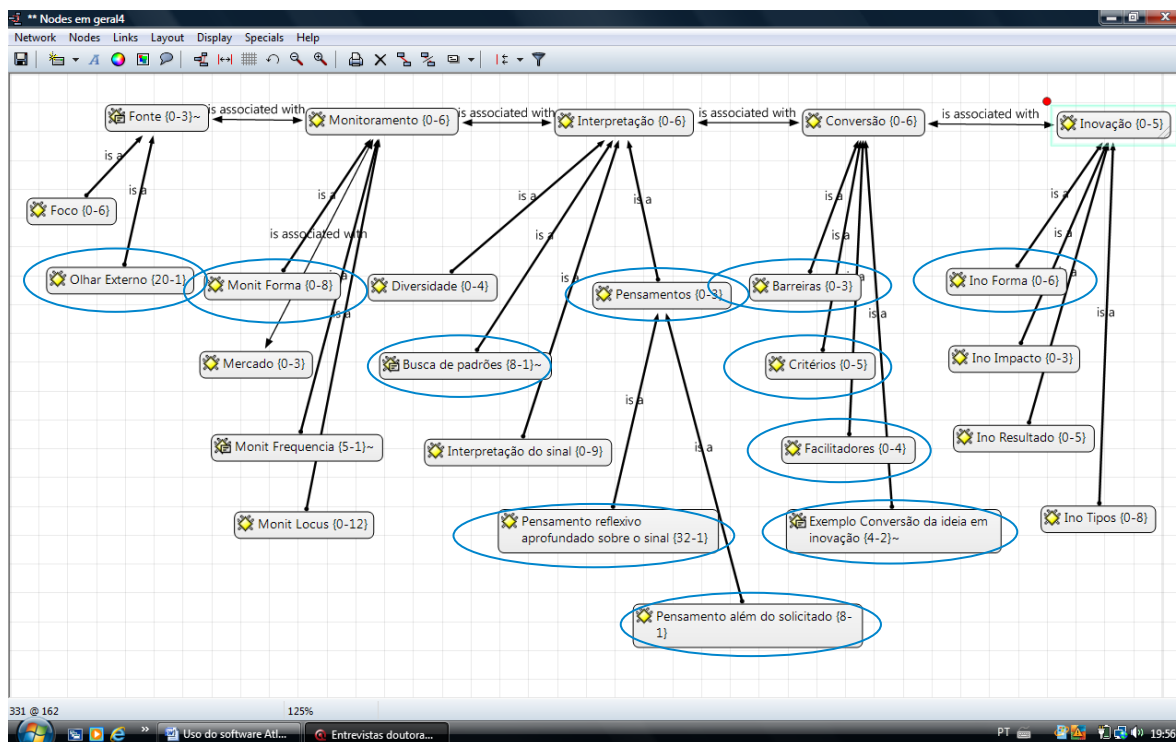 ** Nodes em geral4
Network Nodes Links Layout Display Specials Help
Fonte {0-3}~
is associated with
Monitoramento {0-6}
is associated with
Interpretação {0-6}
is associated with
Conversão {0-6}
is associated with
Inovação {0-5}
is a
is a
is a
is a
is a
is a
is a
Foco {0-6}
is associated with
is a
is a
is a
Olhar Externo {20-1}
Monit Forma {0-8}
is a
Diversidade {0-4}
is a
Pensamentos {0-3}
Barreiras {0-3}
is a
Ino Forma {0-6}
is a
is a
is a
is a
Mercado {0-3}
Busca de padrões {8-1}~
Critérios {0-5}
Ino Impacto {0-3}
is a
Monit Frequencia {5-1}~
Interpretação do sinal {0-9}
is a
Facilitadores {0-4}
Ino Resultado {0-5}
Monit Locus {0-12}
Pensamento reflexivo
aprofundado sobre o sinal {32-1}
Exemplo Conversão da ideia em
inovação {4-2}~
Ino Tipos {0-8}
Pensamento além do solicitado {8-
1}
331 @ 162
125%
Uso do software Atl...
Entrevistas doutora...
PT